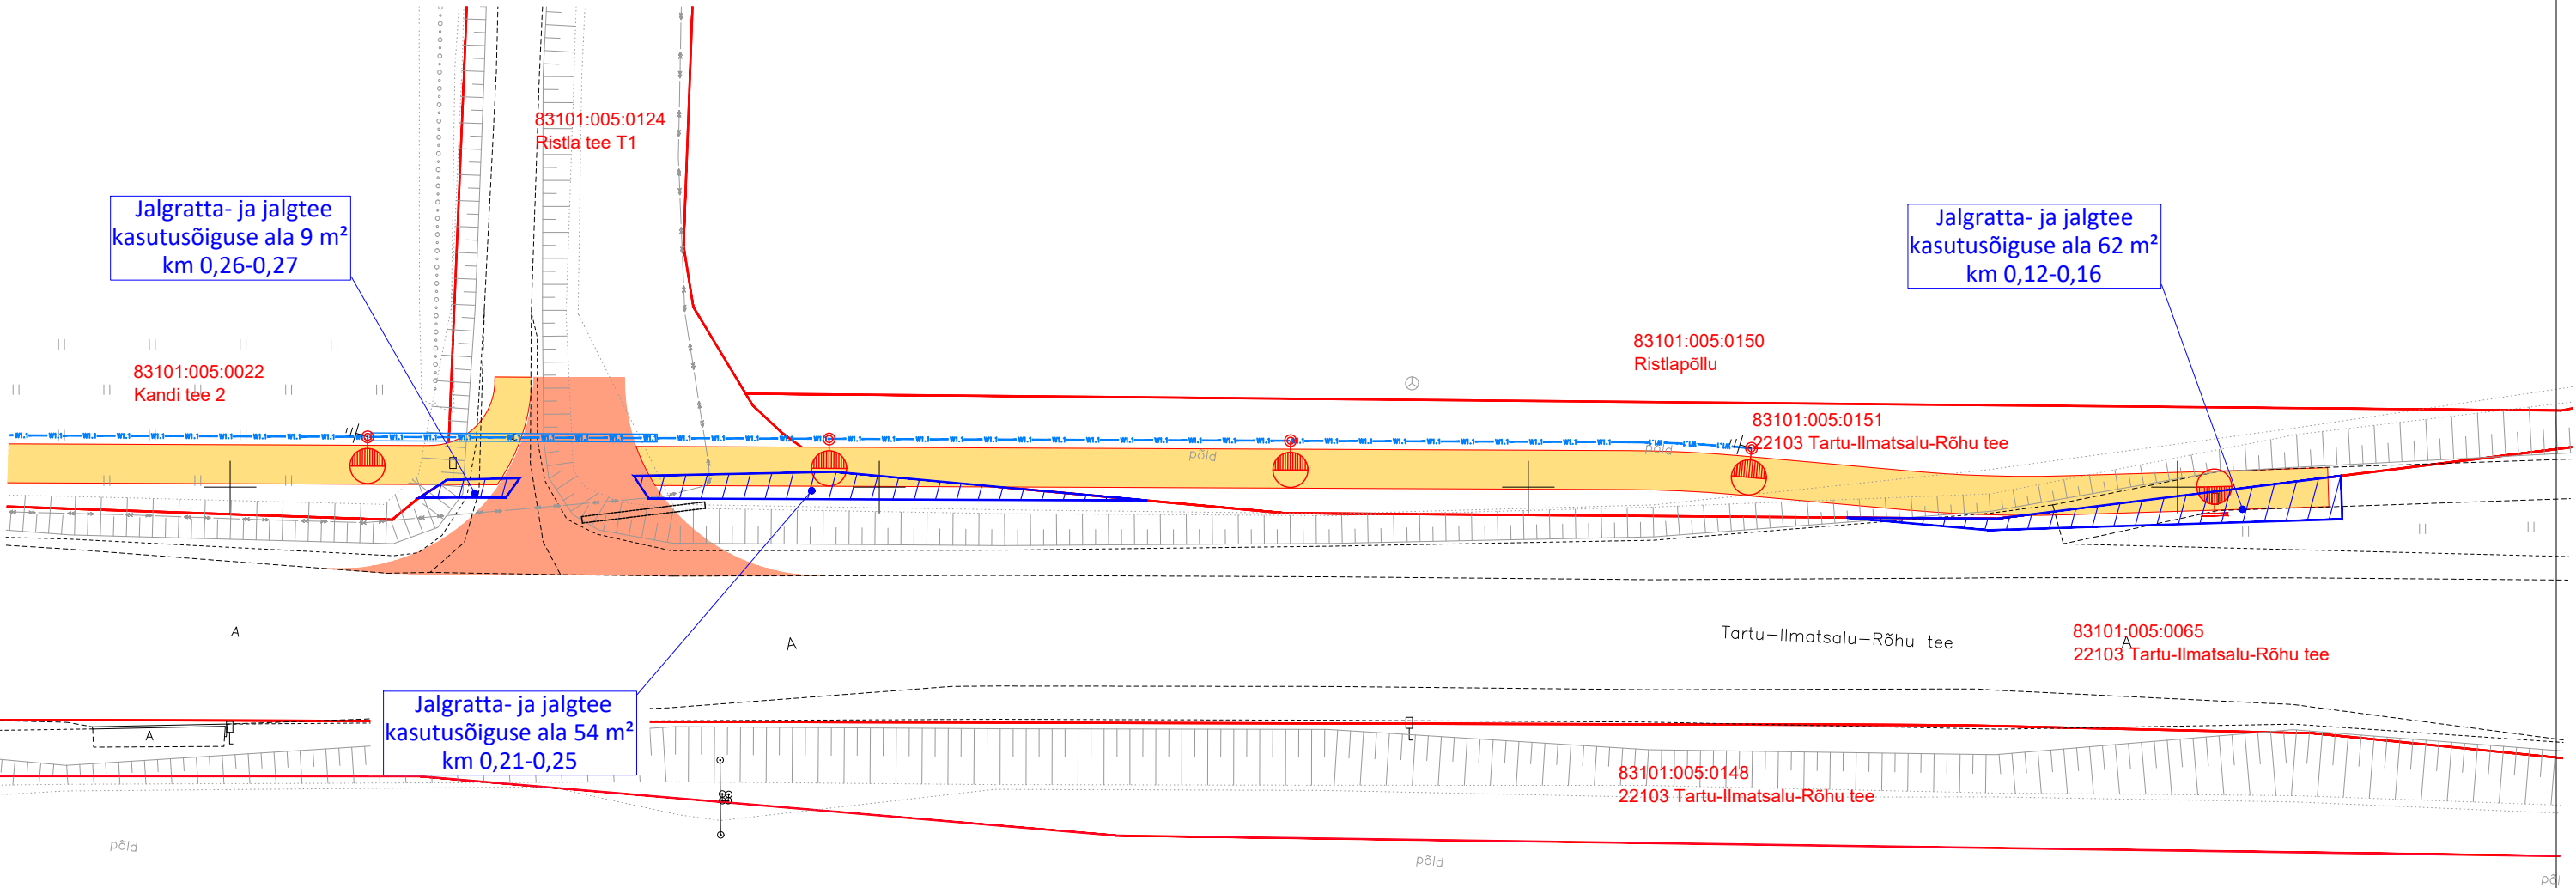 83101:005:0124
Ristla tee T1
Jalgratta- ja jalgtee
kasutusõiguse ala 9 m²
km 0,26-0,27
Jalgratta- ja jalgtee
kasutusõiguse ala 62 m²
km 0,12-0,16
83101:005:0022
Kandi tee 2
83101:005:0150
Ristlapõllu
83101:005:0151
22103 Tartu-Ilmatsalu-Rõhu tee
põld
põld
A
A
Tartu-Ilmatsalu-Rõhu tee
83101:005:0065
A
22103 Tartu-Ilmatsalu-Rõhu tee
Jalgratta- ja jalgtee
kasutusõiguse ala 54 m²
km 0,21-0,25
A
83101:005:0148
22103 Tartu-Ilmatsalu-Rõhu tee
põld
põld